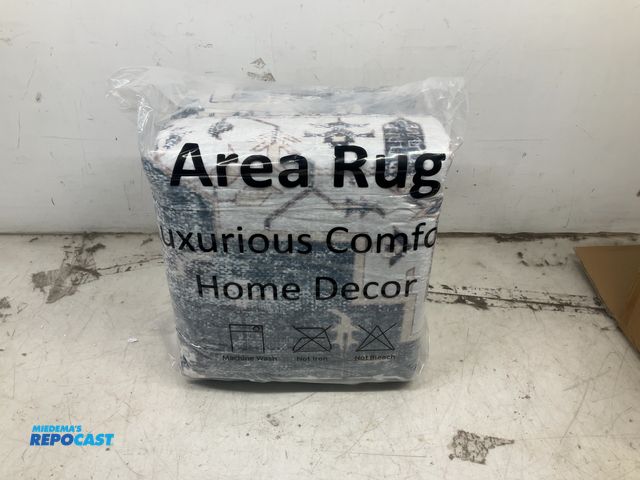 Area Rug
uxurious Comfo
Home Decor
Machine Wash Not Iron Not Bleach
MIEDEMA'S
REPOCAST